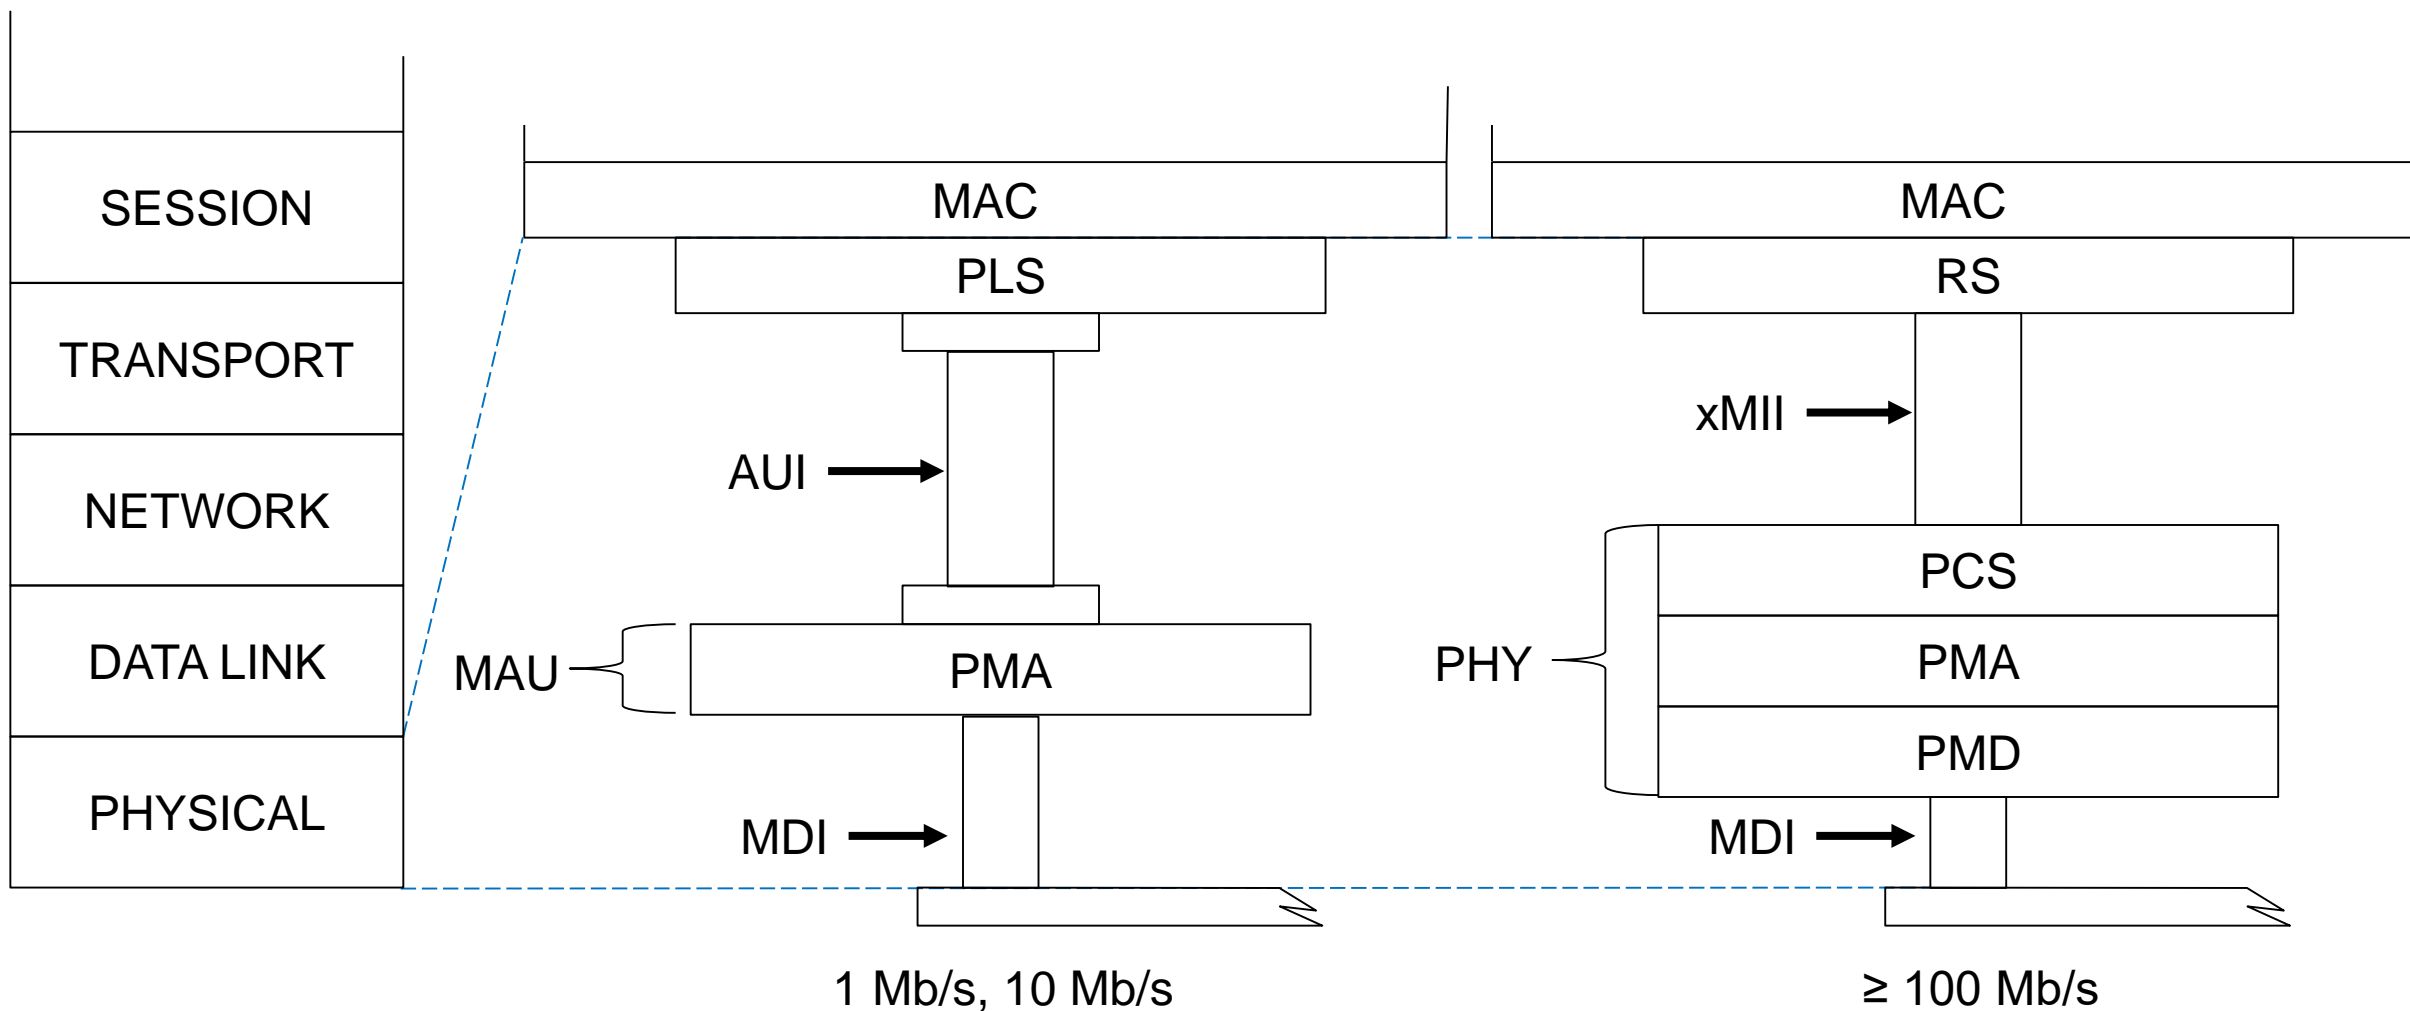 SESSION
TRANSPORT
NETWORK
DATA LINK
PHYSICAL
MAC
PLS
AUI
MAU
PMA
MDI
1 Mb/s, 10 Mb/s
MAC
RS
xMII
PHY
PCS
PMA
PMD
MDI
≥ 100 Mb/s